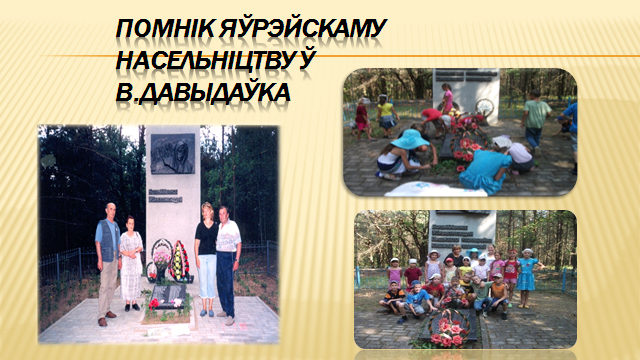 ПОМНІК ЯЎРЭЙСКАМУ
НАСЕЛЬНІЦТВУ Ў
В.ДАВЫДАЎКА